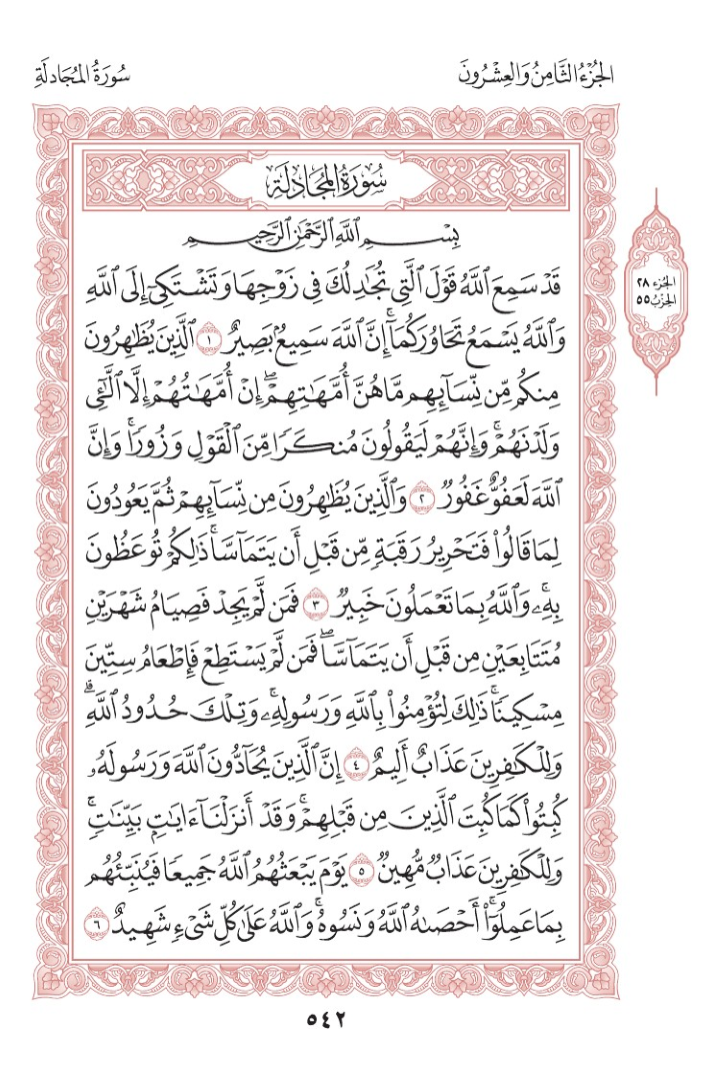 الجُزْءُ الثَّامِنُ وَالعِشْرُونَ
سُورَةُ المُجَادلَةِ
سُورَةُ المُجَادلَةِ
بِسْمِ ٱللَّهِ ٱلرَّحْمَٰنِ ٱلرَّحِيمِ
قَدْ سَمِعَ ٱللَّهُ قَوْلَ ٱلَّتِي تُجَٰدِلُكَ فِي زَوْجِهَا وَتَشْتَكِيٓ إِلَى ٱللَّهِ
وَٱللَّهُ يَسْمَعُ تَحَاوُرَكُمَآۚ إِنَّ ٱللَّهَ سَمِيعُۢ بَصِيرٌ ١ ٱلَّذِينَ يُظَٰهِرُونَ
مِنكُم مِّن نِّسَآئِهِم مَّا هُنَّ أُمَّهَٰتِهِمْۖ إِنْ أُمَّهَٰتُهُمْ إِلَّا ٱلَّٰٓـِٔي
وَلَدْنَهُمْۚ وَإِنَّهُمْ لَيَقُولُونَ مُنكَرًا مِّنَ ٱلْقَوْلِ وَزُورًاۚ وَإِنَّ
ٱللَّهَ لَعَفُوٌّ غَفُورٌ ٢ وَٱلَّذِينَ يُظَٰهِرُونَ مِن نِّسَآئِهِمْ ثُمَّ يَعُودُونَ
لِمَا قَالُوا۟ فَتَحْرِيرُ رَقَبَةٍ مِّن قَبْلِ أَن يَتَمَآسَّاۚ ذَٰلِكُمْ تُوعَظُونَ
بِهِۦۚ وَٱللَّهُ بِمَا تَعْمَلُونَ خَبِيرٌ ٣ فَمَن لَّمْ يَجِدْ فَصِيَامُ شَهْرَيْنِ
مُتَتَابِعَيْنِ مِن قَبْلِ أَن يَتَمَآسَّاۖ فَمَن لَّمْ يَسْتَطِعْ فَإِطْعَامُ سِتِّينَ
مِسْكِينًاۚ ذَٰلِكَ لِتُؤْمِنُوا۟ بِٱللَّهِ وَرَسُولِهِۦۚ وَتِلْكَ حُدُودُ ٱللَّهِۗ
وَلِلْكَٰفِرِينَ عَذَابٌ أَلِيمٌ ٤ إِنَّ ٱلَّذِينَ يُحَآدُّونَ ٱللَّهَ وَرَسُولَهُۥ
كُبِتُوا۟ كَمَا كُبِتَ ٱلَّذِينَ مِن قَبْلِهِمْۚ وَقَدْ أَنزَلْنَآ ءَايَٰتٍۭ بَيِّنَٰتٍۚ
وَلِلْكَٰفِرِينَ عَذَابٌ مُّهِينٌ ٥ يَوْمَ يَبْعَثُهُمُ ٱللَّهُ جَمِيعًا فَيُنَبِّئُهُم
بِمَا عَمِلُوٓا۟ۚ أَحْصَىٰهُ ٱللَّهُ وَنَسُوهُۚ وَٱللَّهُ عَلَىٰ كُلِّ شَىْءٍ شَهِيدٌ ٦
الجُزء ٢٨
الحِزْبُ ٥٥
٥٤٢